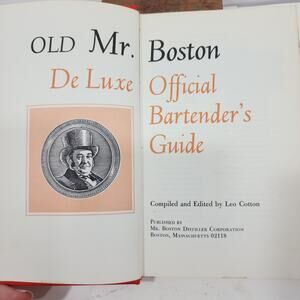 OLD Mr. Boston
De Luxe Official
Bartender's
Guide
Compiled and Edited by Leo Cotton
Published by
Mr. Boston Distiller Corporation
Boston, Massachusetts 02118